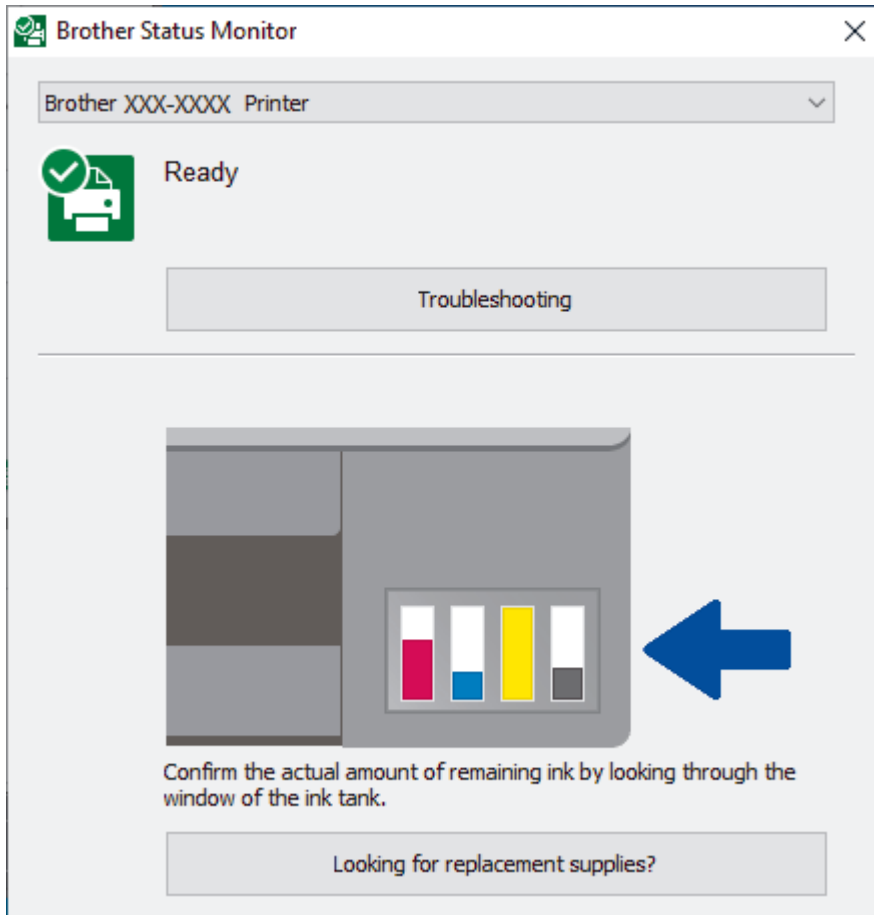 Brother Status Monitor
Brother XXX-XXXX Printer
Ready
Troubleshooting
Confirm the actual amount of remaining ink by looking through the
window of the ink tank.
Looking for replacement supplies?